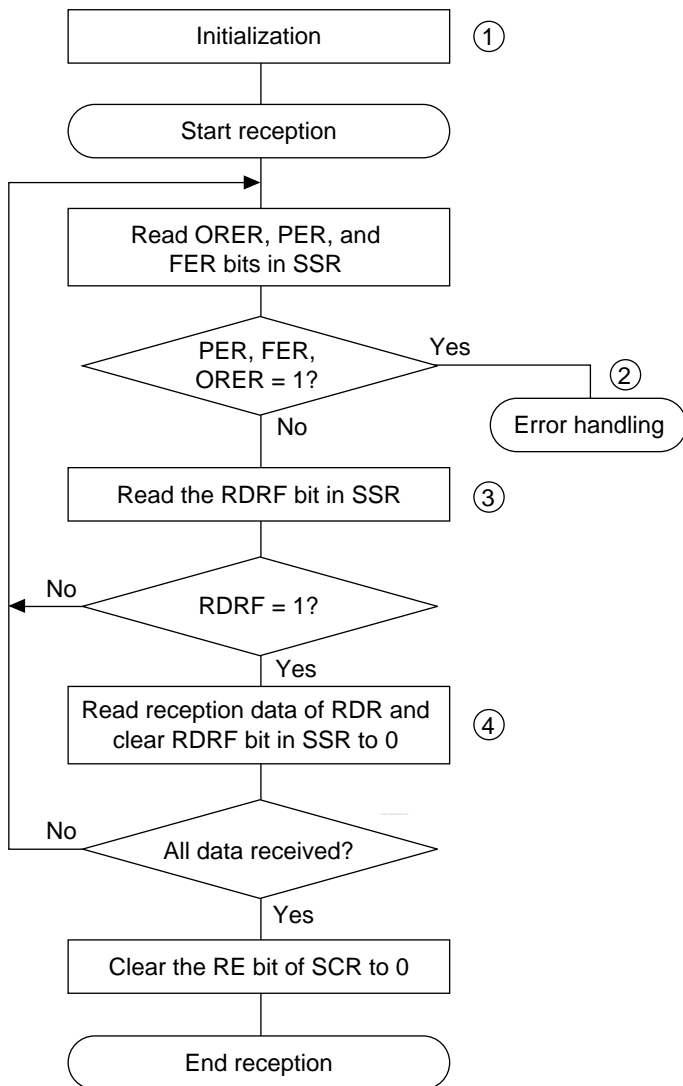 Initialization
①
Start reception
Read ORER, PER, and
FER bits in SSR
PER, FER,
ORER = 1?
Yes
②
Error handling
No
Read the RDRF bit in SSR
③
No
RDRF = 1?
Yes
Read reception data of RDR and
clear RDRF bit in SSR to 0
④
No
All data received?
Yes
Clear the RE bit of SCR to 0
End reception